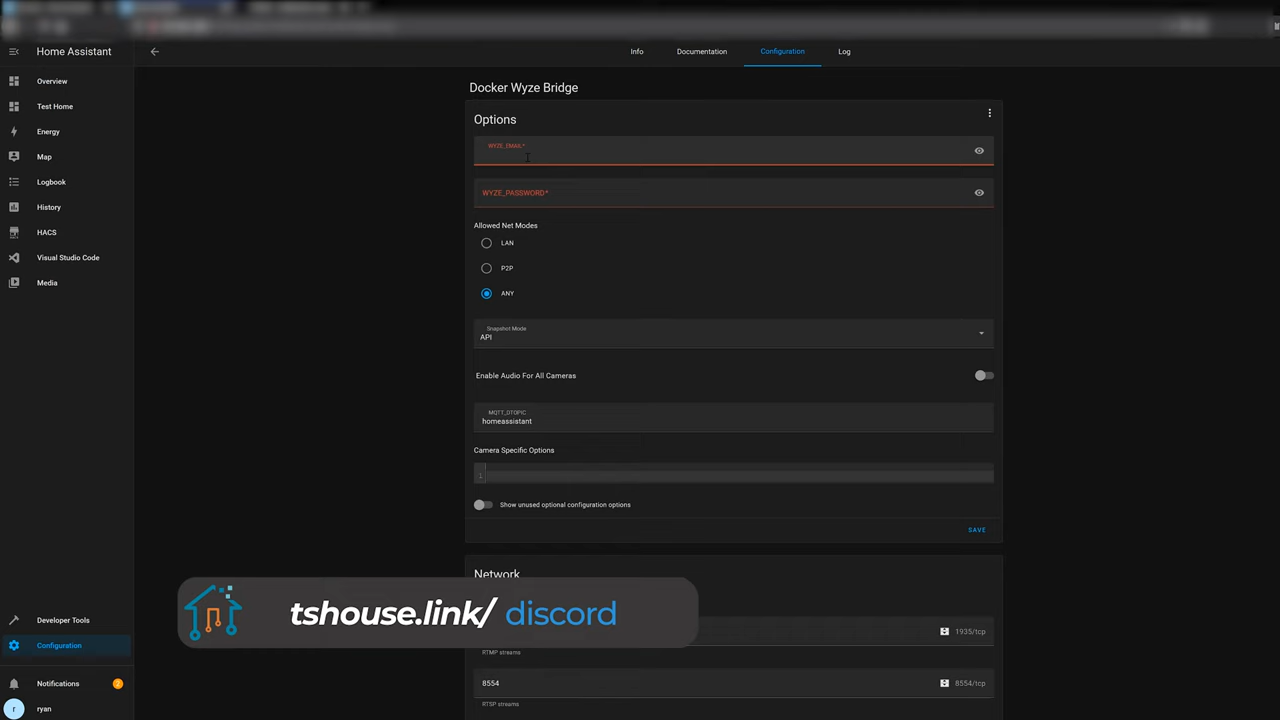 Home Assistant
Info
Documentation
Configuration
Log
Overview
Test Home
Energy
Map
Logbook
History
HACS
Visual Studio Code
Media
Developer Tools
Configuration
Notifications
2
r
ryan
Docker Wyze Bridge
Options
WYZE_EMAIL*
WYZE_PASSWORD*
Allowed Net Modes
LAN
P2P
ANY
Snapshot Mode
API
Enable Audio For All Cameras
MQTT_DTOPIC
homeassistant
Camera Specific Options
1
Show unused optional configuration options
SAVE
Network
tshouse.link/ discord
1935/tcp
RTMP streams
8554
8554/tcp
RTSP streams